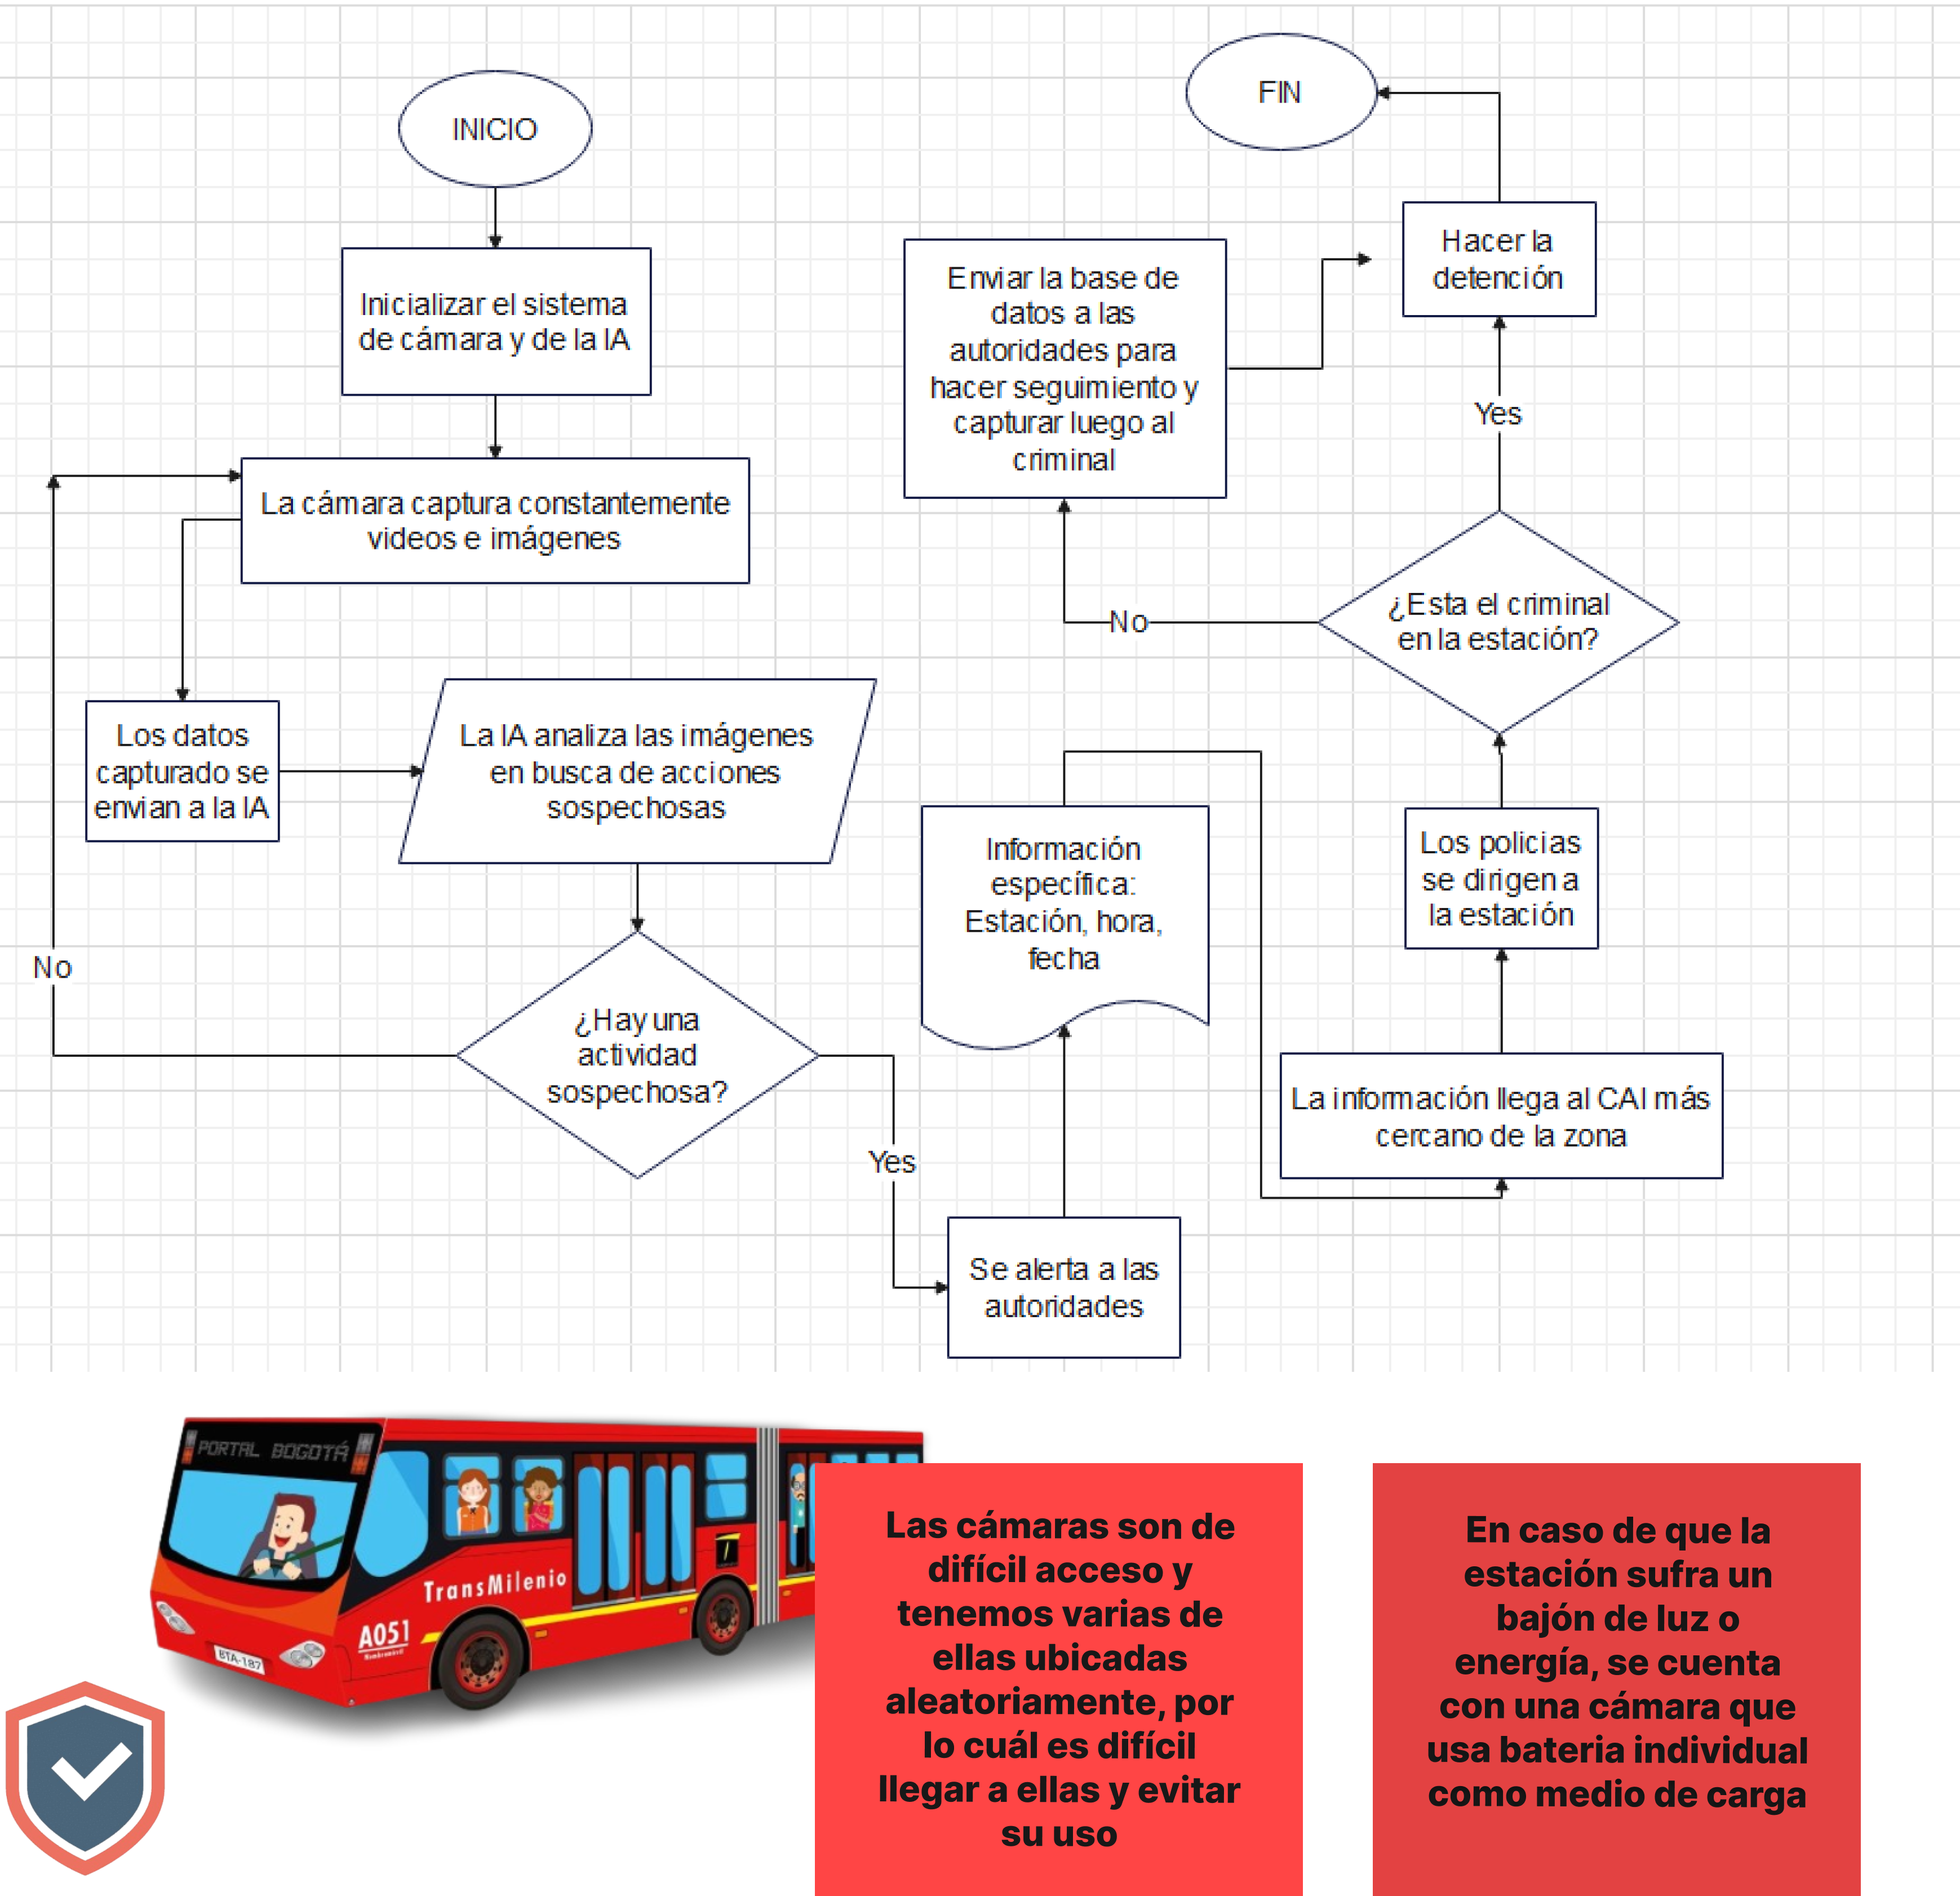 INICIO
Inicializar el sistema
de cámara y de la IA
La cámara captura constantemente
videos e imágenes
Los datos
capturado se
envian a la IA
La IA analiza las imágenes
en busca de acciones
sospechosas
¿Hay una
actividad
sospechosa?
No
Yes
Se alerta a las
autoridades
Información
específica:
Estación, hora,
fecha
La información llega al CAI más
cercano de la zona
Los policias
se dirigen a
la estación
¿Esta el criminal
en la estación?
No
Yes
Enviar la base de
datos a las
autoridades para
hacer seguimiento y
capturar luego al
criminal
Hacer la
detención
FIN
PORTAL BOGOTÁ
TransMilenio
A051
BTA-187
Las cámaras son de
difícil acceso y
tenemos varias de
ellas ubicadas
aleatoriamente, por
lo cuál es difícil
llegar a ellas y evitar
su uso
En caso de que la
estación sufra un
bajón de luz o
energía, se cuenta
con una cámara que
usa bateria individual
como medio de carga